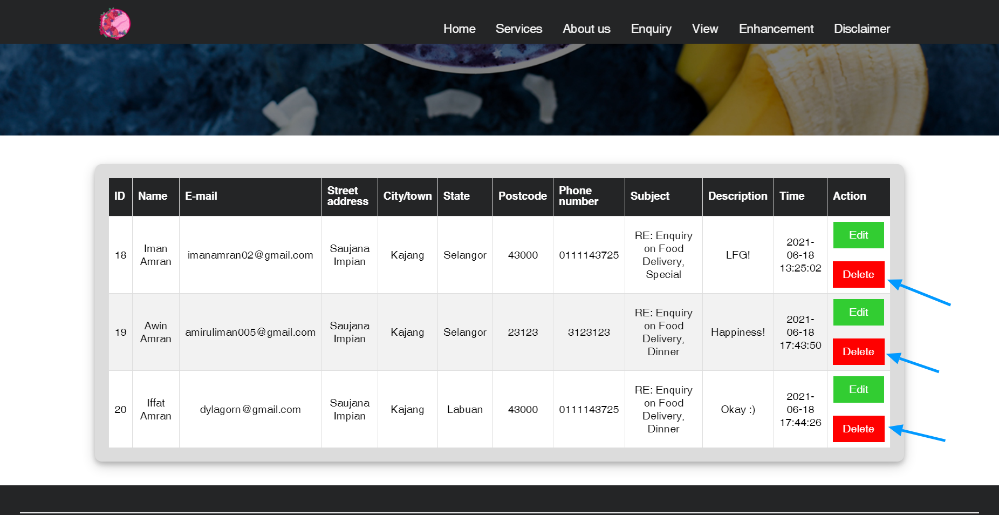 Home Services About us Enquiry View Enhancement Disclaimer
ID Name E-mail Street address City/town State Postcode Phone number Subject Description Time Action
18 Iman Amran imanamran02@gmail.com Saujana Impian Kajang Selangor 43000 0111143725 RE: Enquiry on Food Delivery, Special LFG! 2021-06-18 13:25:02 Edit Delete
19 Awin Amran amiruliman005@gmail.com Saujana Impian Kajang Selangor 23123 3123123 RE: Enquiry on Food Delivery, Dinner Happiness! 2021-06-18 17:43:50 Edit Delete
20 Iffat Amran dylagorn@gmail.com Saujana Impian Kajang Labuan 43000 0111143725 RE: Enquiry on Food Delivery, Dinner Okay :) 2021-06-18 17:44:26 Edit Delete